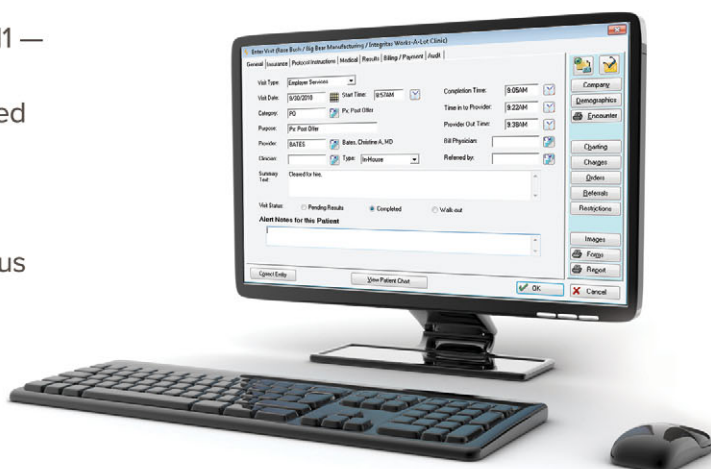 1 —
ed
us
Enter Visit (Rose Bush / Big Bear Manufacturing / Integritas Works-A-Lot Clinic)
General Insurance Protocol Instructions Medical Results Billing / Payment Audit
Visit Type: Employer Services
Visit Date: 9/30/2010 Start Time: 8:57AM Completion Time: 9:05AM
Category: PO Px: Post Offer Time in to Provider: 9:22AM
Purpose: Px: Post Offer Provider Out Time: 9:39AM
Provider: BATES Bates, Christine A, MD Bill Physician:
Clinician: Type: In-House Referred by:
Summary Text: Cleared for hire.
Visit Status: Pending Results Completed Walk-out
Alert Notes for this Patient
Correct Entity View Patient Chart OK Cancel
Company
Demographics
Encounter
Charting
Charges
Orders
Referrals
Restrictions
Images
Forms
Report